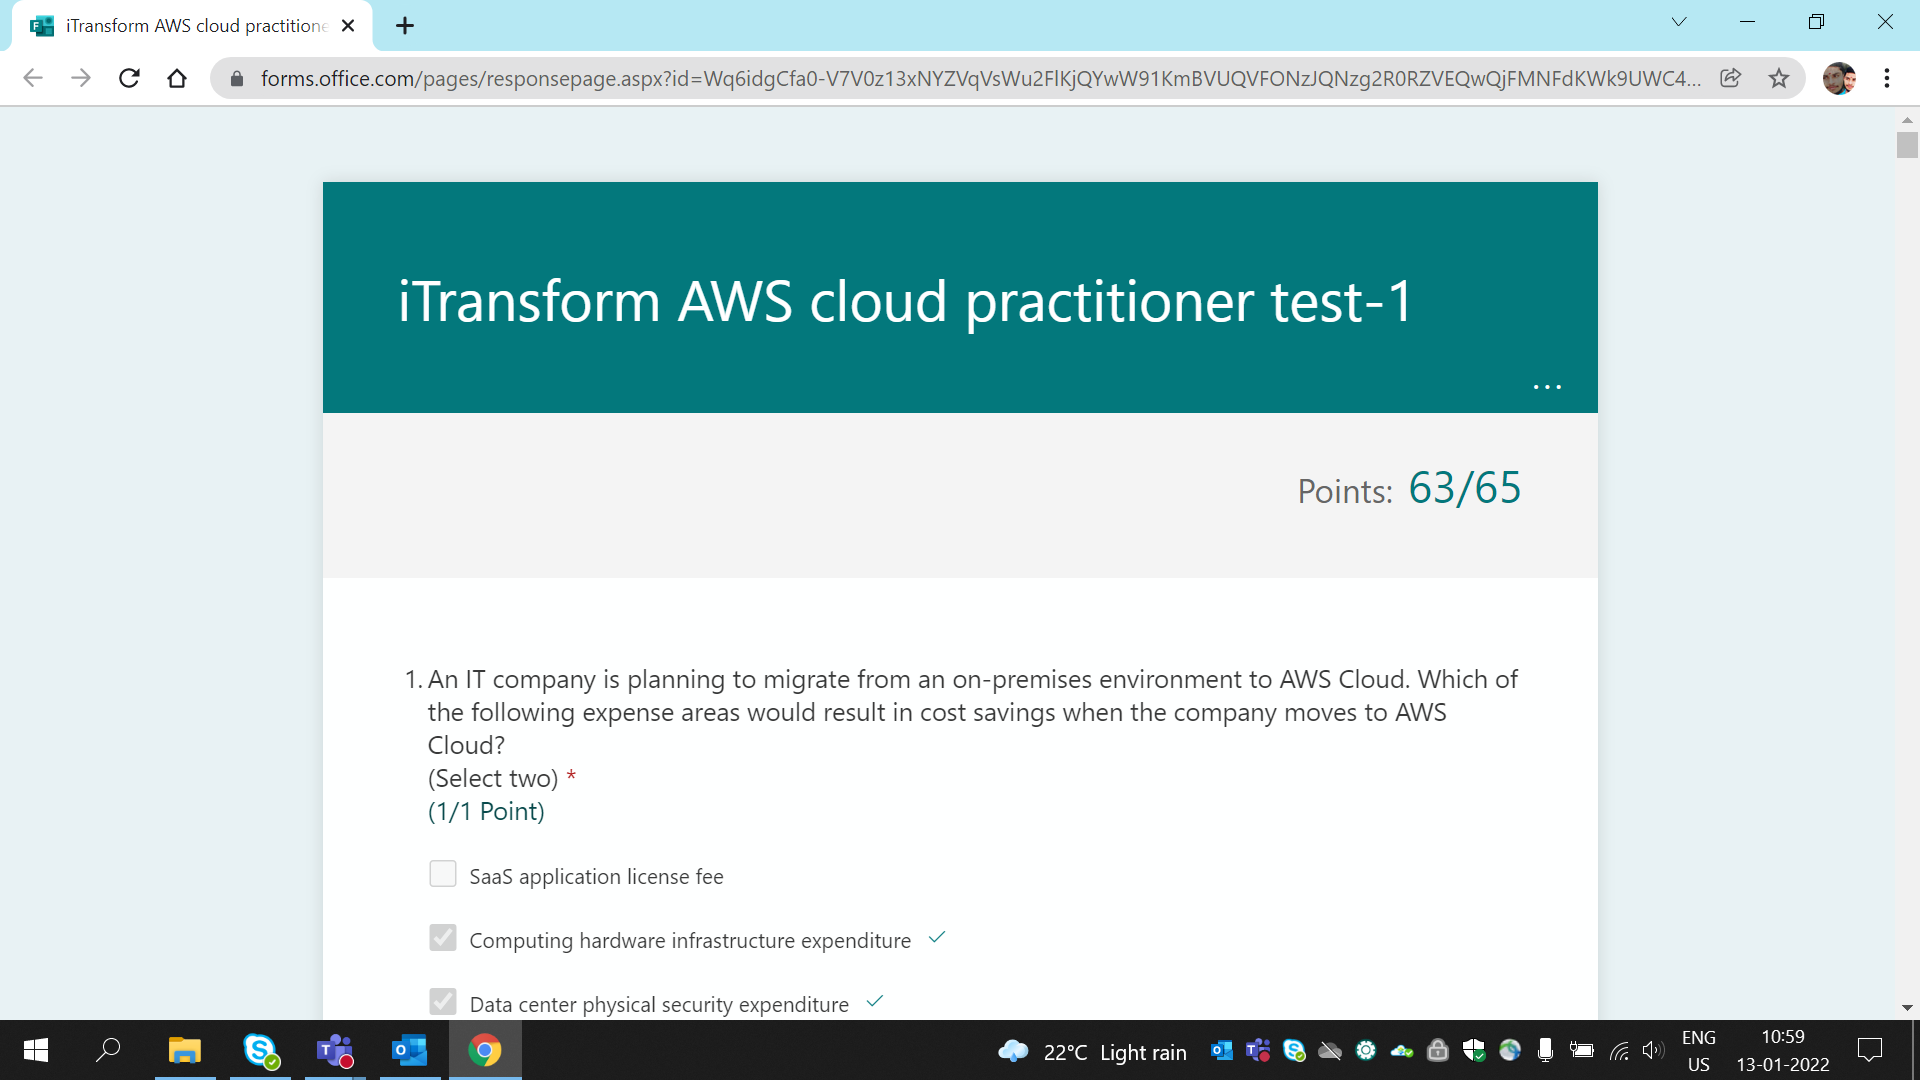 iTransform AWS cloud practitione
forms.office.com/pages/responsepage.aspx?id=Wq6idgCfa0-V7V0z13xNYZVqVsWu2FlKjQYwW91KmBVUQVFONzJQNzg2R0RZVEQwQjFMNFdKWk9UWC4...
iTransform AWS cloud practitioner test-1
...
Points: 63/65
1. An IT company is planning to migrate from an on-premises environment to AWS Cloud. Which of
the following expense areas would result in cost savings when the company moves to AWS
Cloud?
(Select two) *
(1/1 Point)
SaaS application license fee
Computing hardware infrastructure expenditure
Data center physical security expenditure
22°C Light rain
ENG
US
10:59
13-01-2022